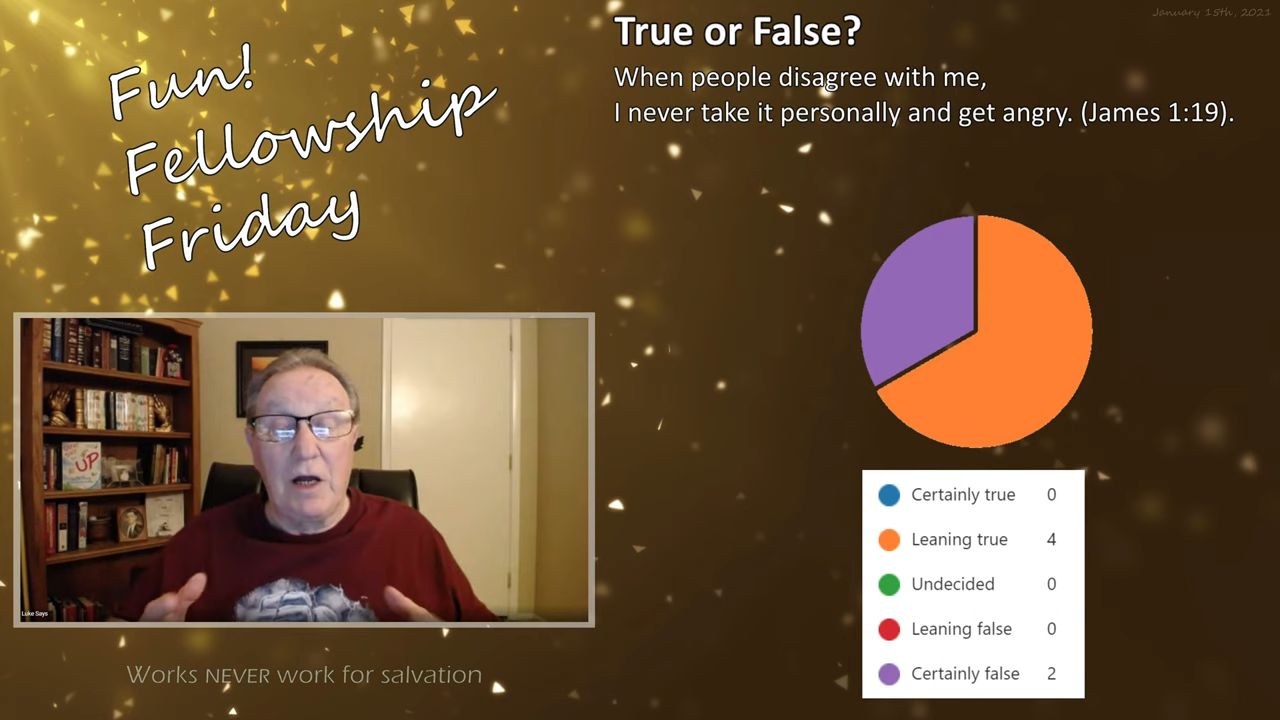 January 15th, 2021
Fun!
Fellowship
Friday
True or False?
When people disagree with me,
I never take it personally and get angry. (James 1:19).
UP
Luke Says
Certainly true 0
Leaning true 4
Undecided 0
Leaning false 0
Certainly false 2
Works NEVER work for salvation